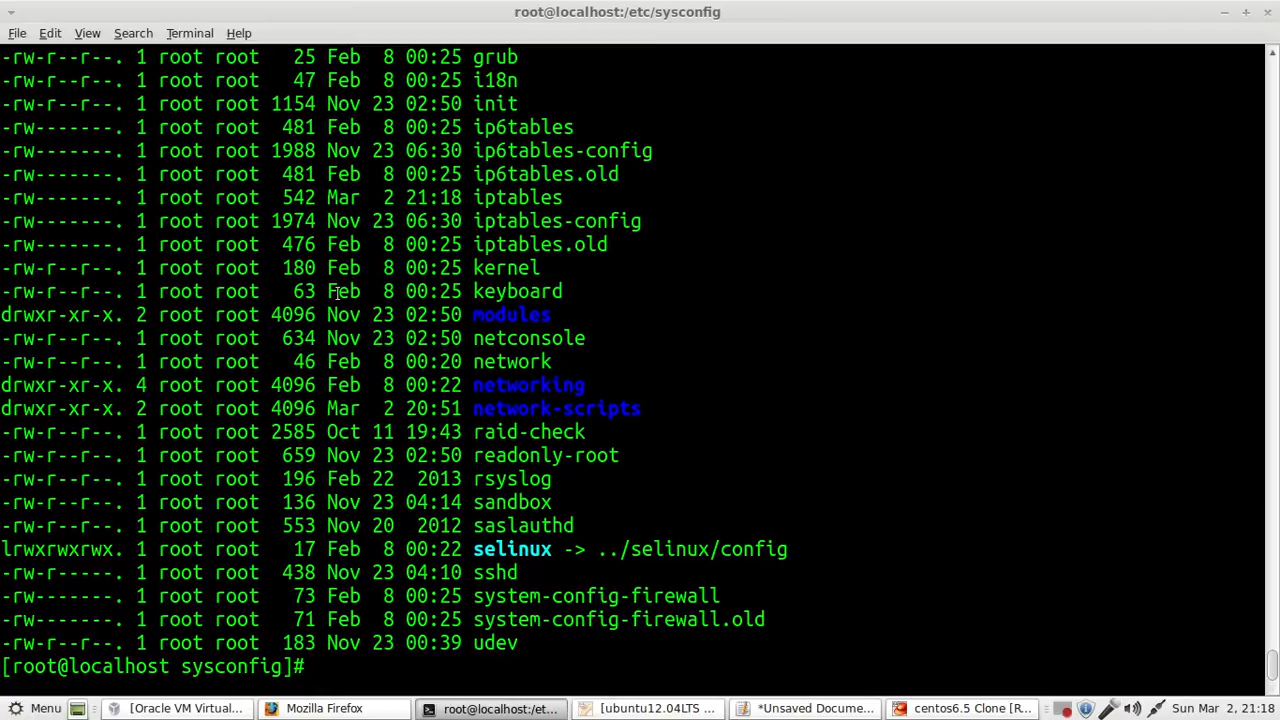 root@localhost:/etc/sysconfig
File Edit View Search Terminal Help
-rw-r--r--. 1 root root   25 Feb  8 00:25 grub
-rw-r--r--. 1 root root   47 Feb  8 00:25 i18n
-rw-r--r--. 1 root root 1154 Nov 23 02:50 init
-rw-------. 1 root root  481 Feb  8 00:25 ip6tables
-rw-------. 1 root root 1988 Nov 23 06:30 ip6tables-config
-rw-------. 1 root root  481 Feb  8 00:25 ip6tables.old
-rw-------. 1 root root  542 Mar  2 21:18 iptables
-rw-------. 1 root root 1974 Nov 23 06:30 iptables-config
-rw-------. 1 root root  476 Feb  8 00:25 iptables.old
-rw-r--r--. 1 root root  180 Feb  8 00:25 kernel
-rw-r--r--. 1 root root   63 Feb  8 00:25 keyboard
drwxr-xr-x. 2 root root 4096 Nov 23 02:50 modules
-rw-r--r--. 1 root root  634 Nov 23 02:50 netconsole
-rw-r--r--. 1 root root   46 Feb  8 00:20 network
drwxr-xr-x. 4 root root 4096 Feb  8 00:22 networking
drwxr-xr-x. 2 root root 4096 Mar  2 20:51 network-scripts
-rw-r--r--. 1 root root 2585 Oct 11 19:43 raid-check
-rw-r--r--. 1 root root  659 Nov 23 02:50 readonly-root
-rw-r--r--. 1 root root  196 Feb 22  2013 rsyslog
-rw-r--r--. 1 root root  136 Nov 23 04:14 sandbox
-rw-r--r--. 1 root root  553 Nov 20  2012 saslauthd
lrwxrwxrwx. 1 root root   17 Feb  8 00:22 selinux -> ../selinux/config
-rw-r--r--. 1 root root  438 Nov 23 04:10 sshd
-rw-------. 1 root root   73 Feb  8 00:25 system-config-firewall
-rw-------. 1 root root   71 Feb  8 00:25 system-config-firewall.old
-rw-r--r--. 1 root root  183 Nov 23 00:39 udev
[root@localhost sysconfig]#
Menu [Oracle VM Virtual... Mozilla Firefox root@localhost:/et... [ubuntu12.04LTS ... *Unsaved Docume... centos6.5 Clone [R... Sun Mar 2, 21:18